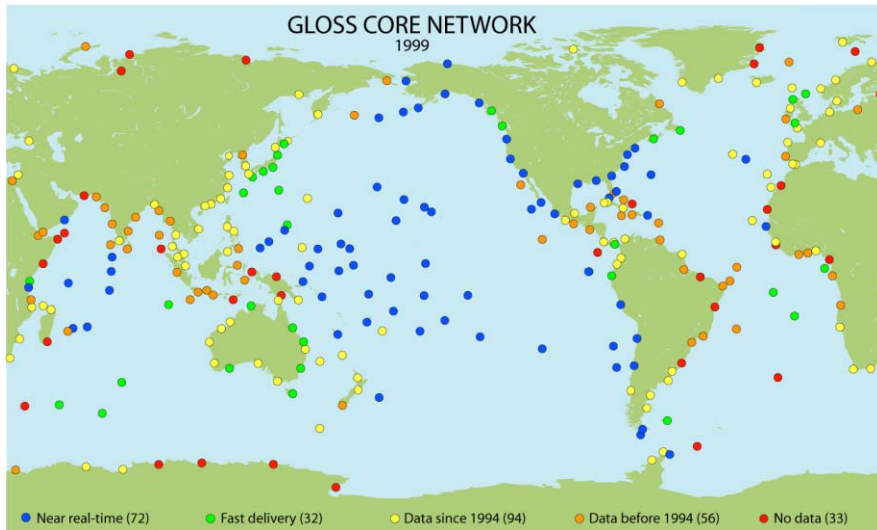 GLOSS CORE NETWORK
1999
Near real-time (72) Fast delivery (32) Data since 1994 (94) Data before 1994 (56) No data (33)